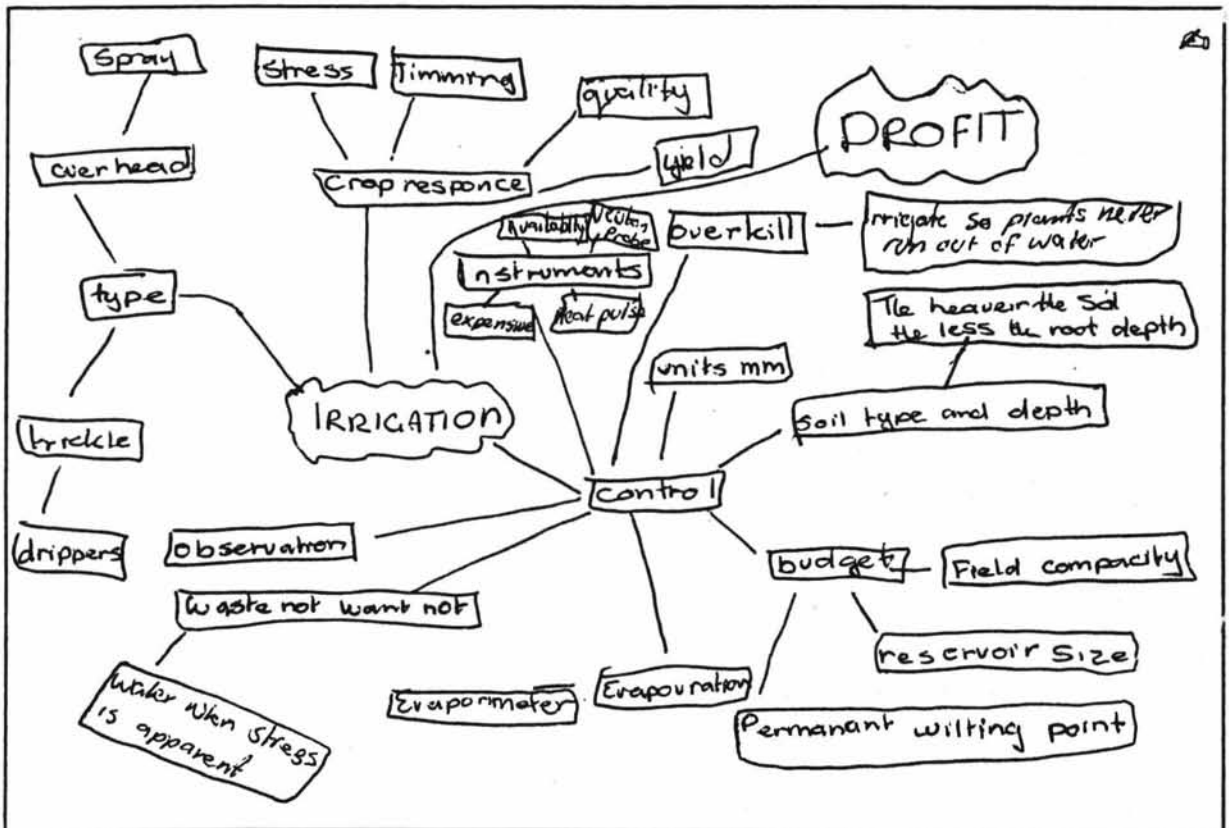 Spray
Stress
Timming
quality
PROFIT
overhead
yield
Crop responce
Availablity
Neutron
Probe
overkill
Irrigate so plants never
run out of water
Instruments
type
expensive
Heat pulse
The heavier the Soil
the less the root depth
units mm
IRRIGATION
soil type and depth
trickle
control
drippers
observation
budget
Field compacity
Waste not want not
reservoir Size
Water when stress
is apparent
Evaporimeter
Evapouration
Permanant wilting point